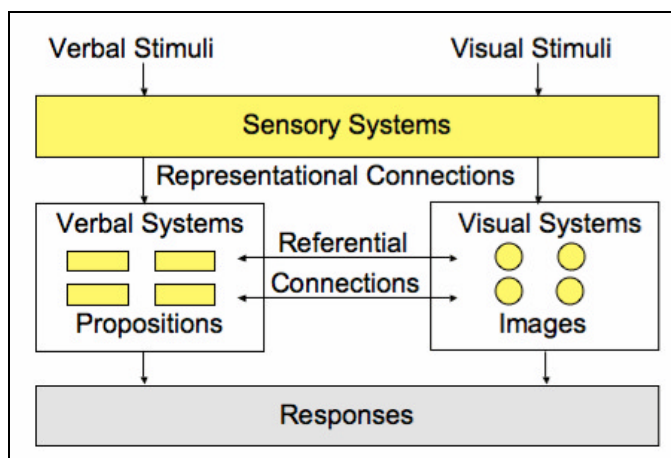 Verbal Stimuli
Visual Stimuli
Sensory Systems
Representational Connections
Verbal Systems
Visual Systems
Referential
Connections
Propositions
Images
Responses